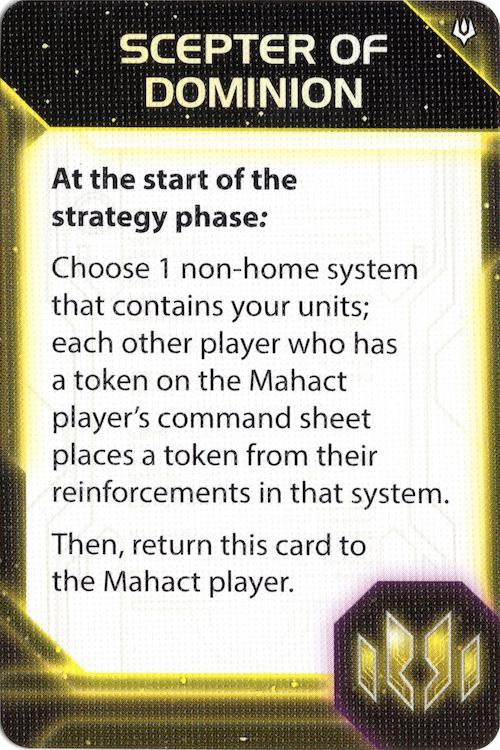 SCEPTER OF
DOMINION
At the start of the
strategy phase:
Choose 1 non-home system
that contains your units;
each other player who has
a token on the Mahact
player's command sheet
places a token from their
reinforcements in that system.
Then, return this card to
the Mahact player.